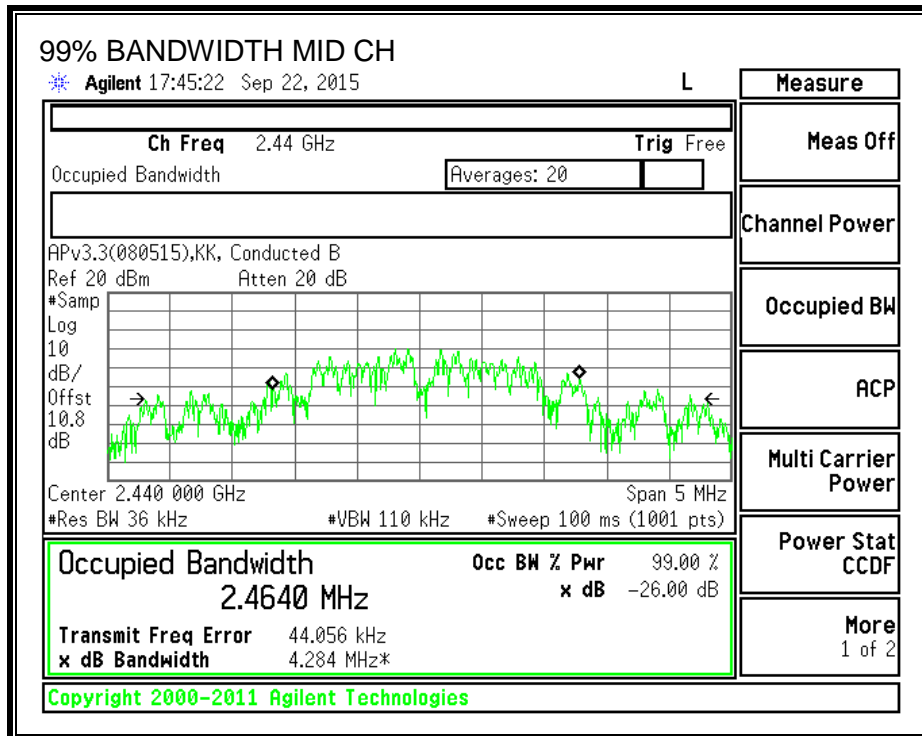 99% BANDWIDTH MID CH
Agilent 17:45:22 Sep 22, 2015 L
Measure
Ch Freq 2.44 GHz Trig Free
Occupied Bandwidth Averages: 20
APv3.3(080515),KK, Conducted B
Ref 20 dBm Atten 20 dB
#Samp
Log
10
dB/
Offst
10.8
dB
Center 2.440 000 GHz Span 5 MHz
#Res BW 36 kHz #VBW 110 kHz #Sweep 100 ms (1001 pts)
Occupied Bandwidth Occ BW % Pwr 99.00 %
2.4640 MHz x dB -26.00 dB
Transmit Freq Error 44.056 kHz
x dB Bandwidth 4.284 MHz*
Copyright 2000-2011 Agilent Technologies
Meas Off
Channel Power
Occupied BW
ACP
Multi Carrier
Power
Power Stat
CCDF
More
1 of 2